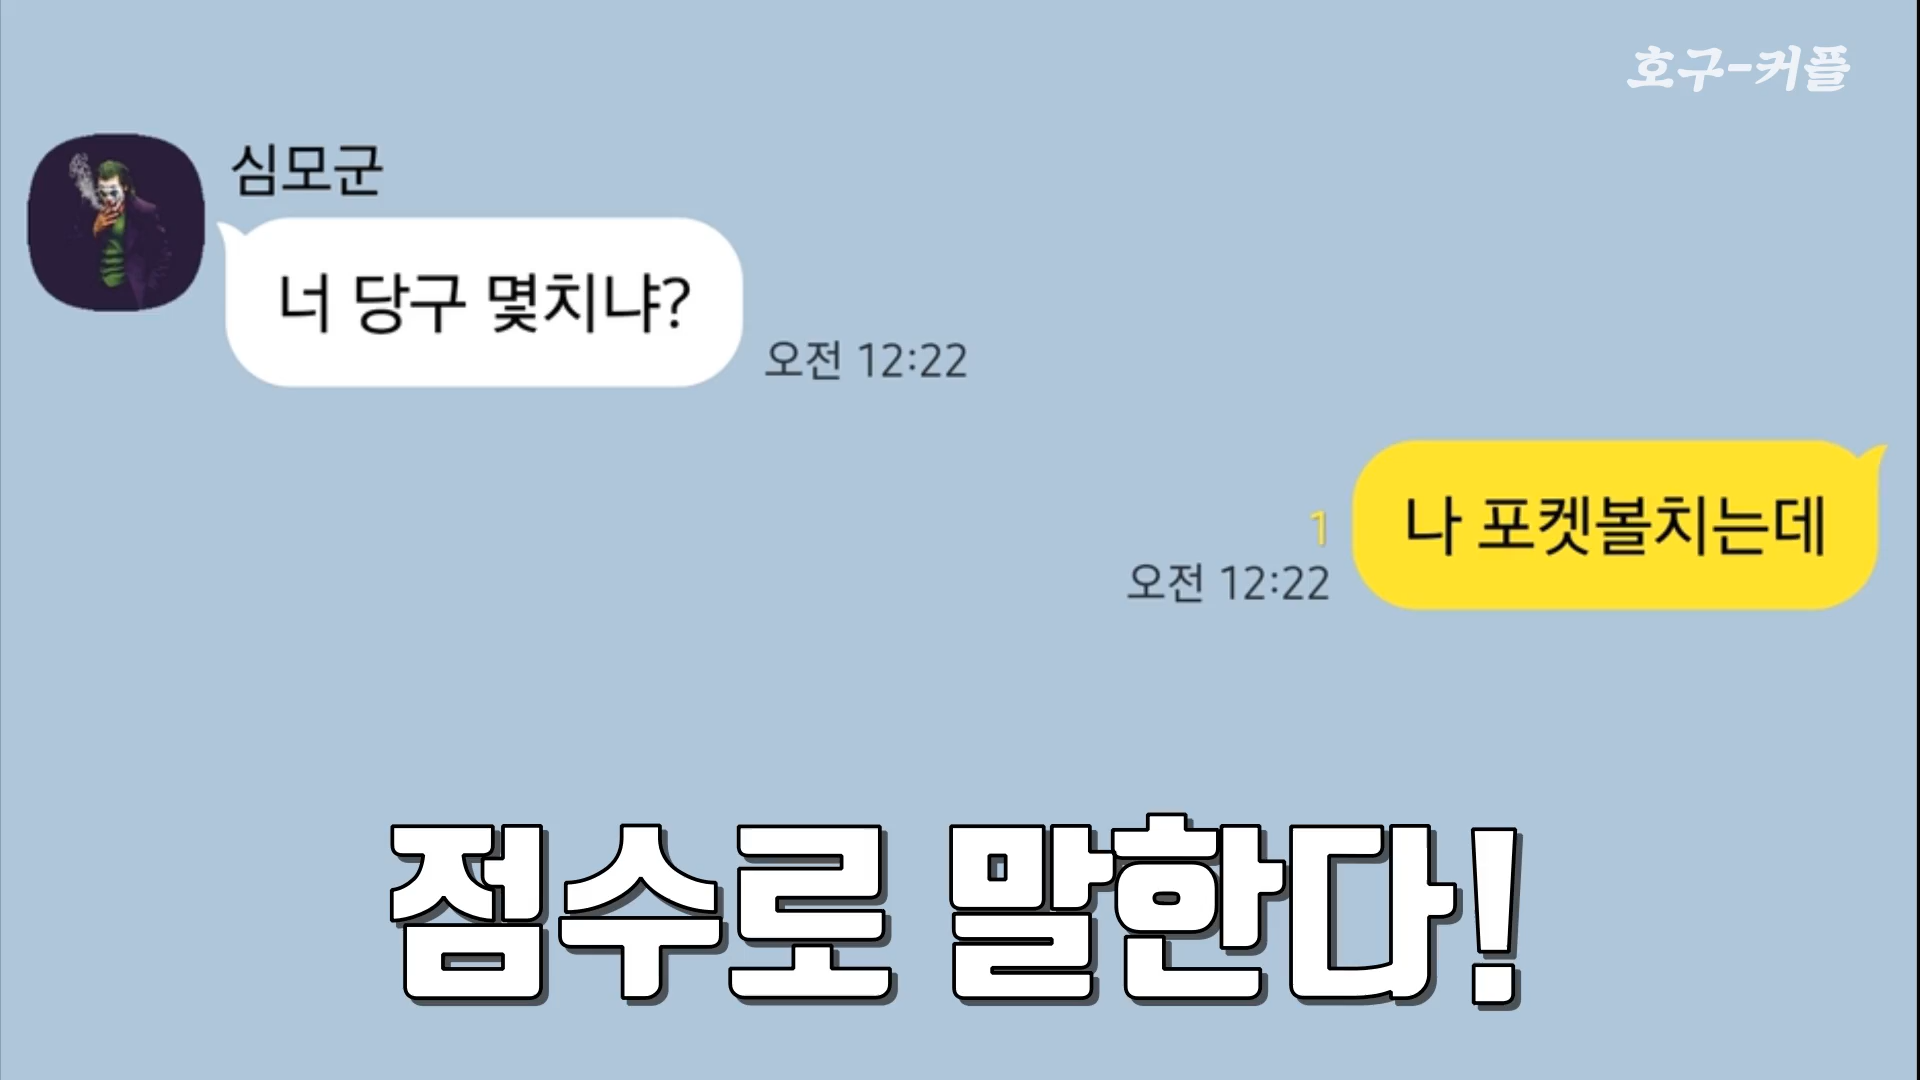 호구-커플
심모군
너 당구 몇치냐?
오전 12:22
나 포켓볼치는데
1
오전 12:22
점수로 말한다!